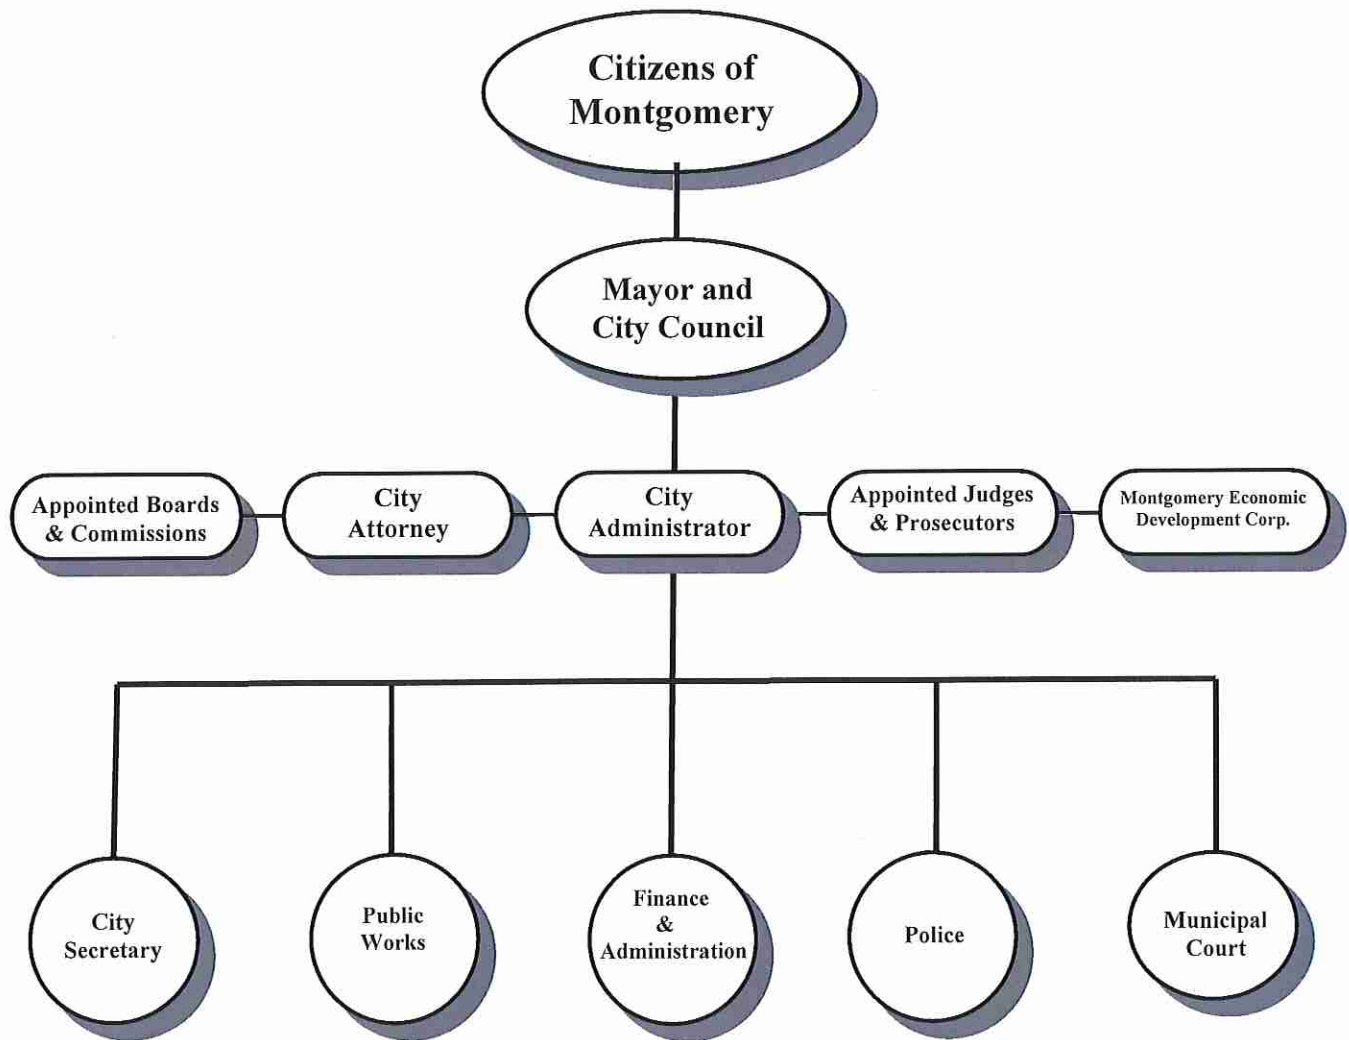 Citizens of
Montgomery
Mayor and
City Council
Appointed Boards
& Commissions
City
Attorney
City
Administrator
Appointed Judges
& Prosecutors
Montgomery Economic
Development Corp.
City
Secretary
Public
Works
Finance
&
Administration
Police
Municipal
Court